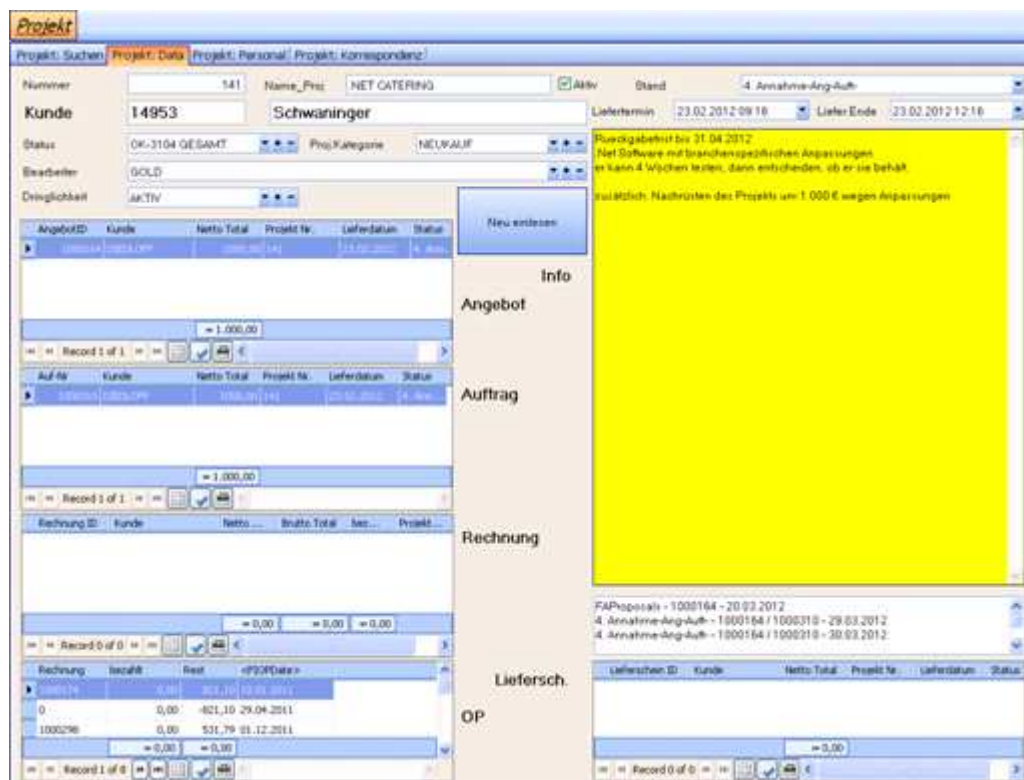 Projekt
Projekt: Suchen Projekt: Data Projekt: Personal Projekt: Korrespondenz
Nummer 141 Name_Proj NET CATERING Aktiv Stand 4. Annahme-Ang-Auft-
Kunde 14953 Schwaninger Liefertermin 23.02.2012 09:16 Liefer Ende 23.02.2012 12:16
Status OK-3104 GESAMT Proj.Kategorie NEUKAUF
Bearbeiter GOLD
Dringlichkeit AKTIV
Neu einlesen
Rueckgabefrist bis 31.04.2012
.Net Software mit branchenspezifischen Anpassungen
er kann 4 Wochen testen, dann entscheiden, ob er sie behält.
zusätzlich: Nachrüsten des Projekts um 1.000 € wegen Anpassungen
AngebotID Kunde Netto Total Projekt Nr. Lieferdatum Status
Info
Angebot
= 1.000,00
Record 1 of 1
Auf-Nr Kunde Netto Total Projekt Nr. Lieferdatum Status
Auftrag
= 1.000,00
Record 1 of 1
Rechnung ID Kunde Netto ... Brutto Total bez... Projekt ...
Rechnung
= 0,00 = 0,00 = 0,00
Record 0 of 0
FAProposals - 1000164 - 20.03.2012
4. Annahme-Ang-Auft- - 1000164 / 1000310 - 29.03.2012
4. Annahme-Ang-Auft- - 1000164 / 1000310 - 30.03.2012
Rechnung bezahlt Rest <PSOPDate>
0 0,00 -821,10 29.04.2011
1000298 0,00 531,79 01.12.2011
= 0,00 = 0,00
Record 1 of 6
Liefersch.
OP
Lieferschein ID Kunde Netto Total Projekt Nr. Lieferdatum Status
= 0,00
Record 0 of 0